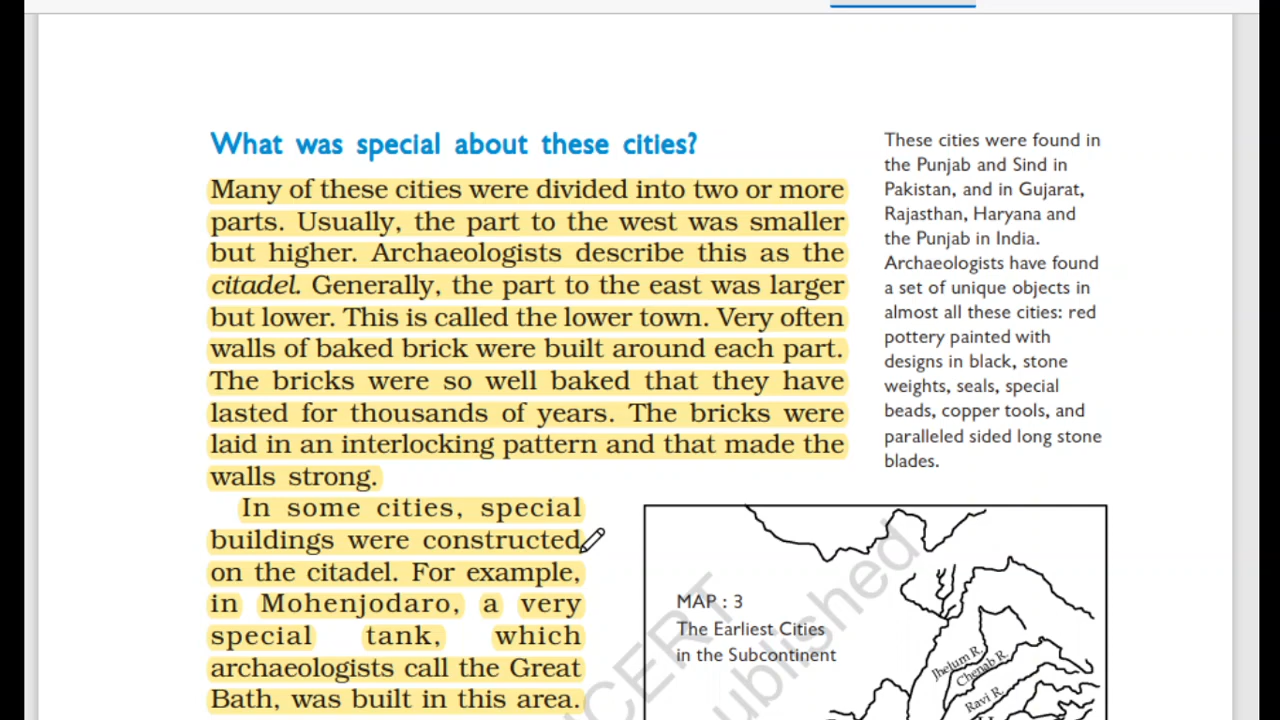 What was special about these cities?
Many of these cities were divided into two or more
parts. Usually, the part to the west was smaller
but higher. Archaeologists describe this as the
citadel. Generally, the part to the east was larger
but lower. This is called the lower town. Very often
walls of baked brick were built around each part.
The bricks were so well baked that they have
lasted for thousands of years. The bricks were
laid in an interlocking pattern and that made the
walls strong.
In some cities, special
buildings were constructed
on the citadel. For example,
in Mohenjodaro, a very
special tank, which
archaeologists call the Great
Bath, was built in this area.
These cities were found in
the Punjab and Sind in
Pakistan, and in Gujarat,
Rajasthan, Haryana and
the Punjab in India.
Archaeologists have found
a set of unique objects in
almost all these cities: red
pottery painted with
designs in black, stone
weights, seals, special
beads, copper tools, and
paralleled sided long stone
blades.
MAP : 3
The Earliest Cities
in the Subcontinent
Jhelum R.
Chenab R.
Ravi R.